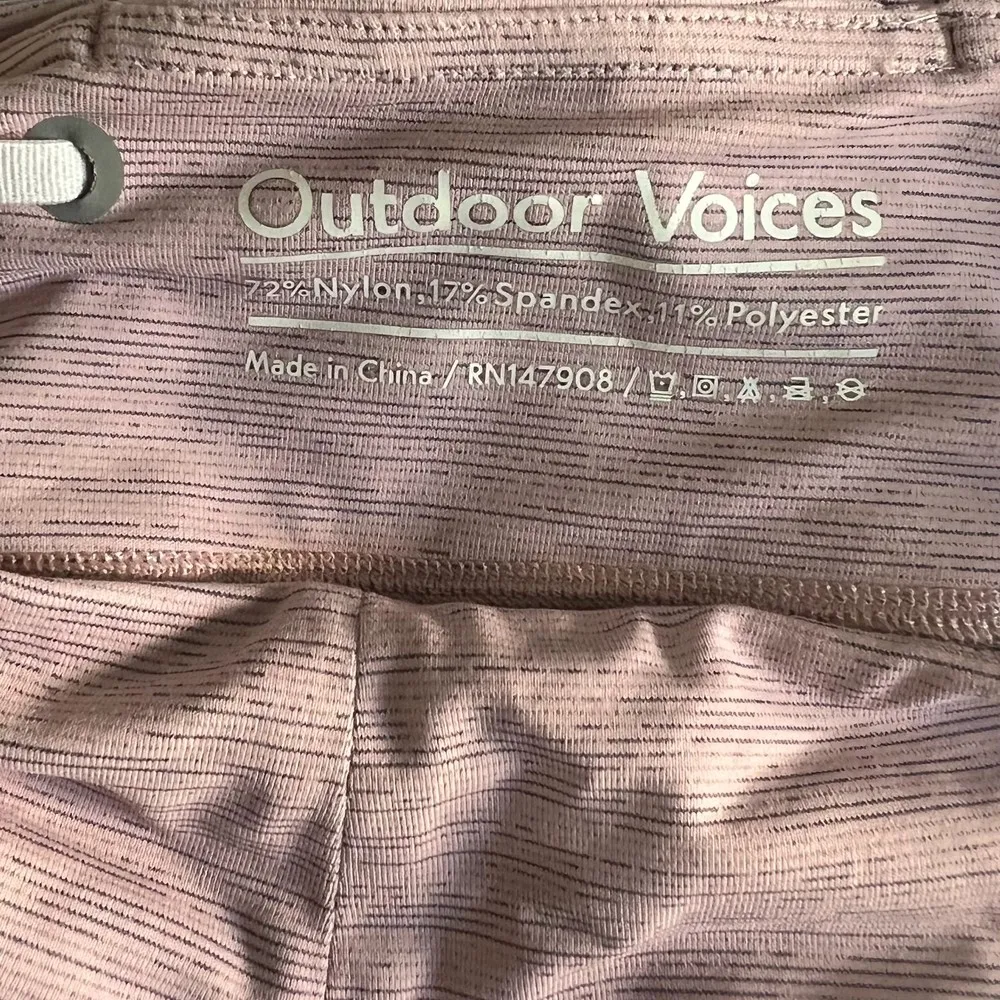 Outdoor Voices
72% Nylon, 17% Spandex, 11% Polyester
Made in China / RN147908 /